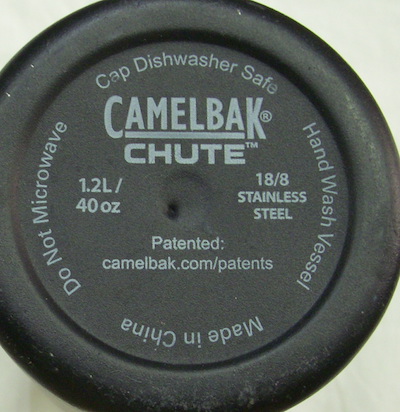 Cap Dishwasher Safe
CAMELBAK®
CHUTE™
1.2L /
40 oz
18/8
STAINLESS
STEEL
Patented:
camelbak.com/patents
Hand Wash Vessel
Made in China
Do Not Microwave